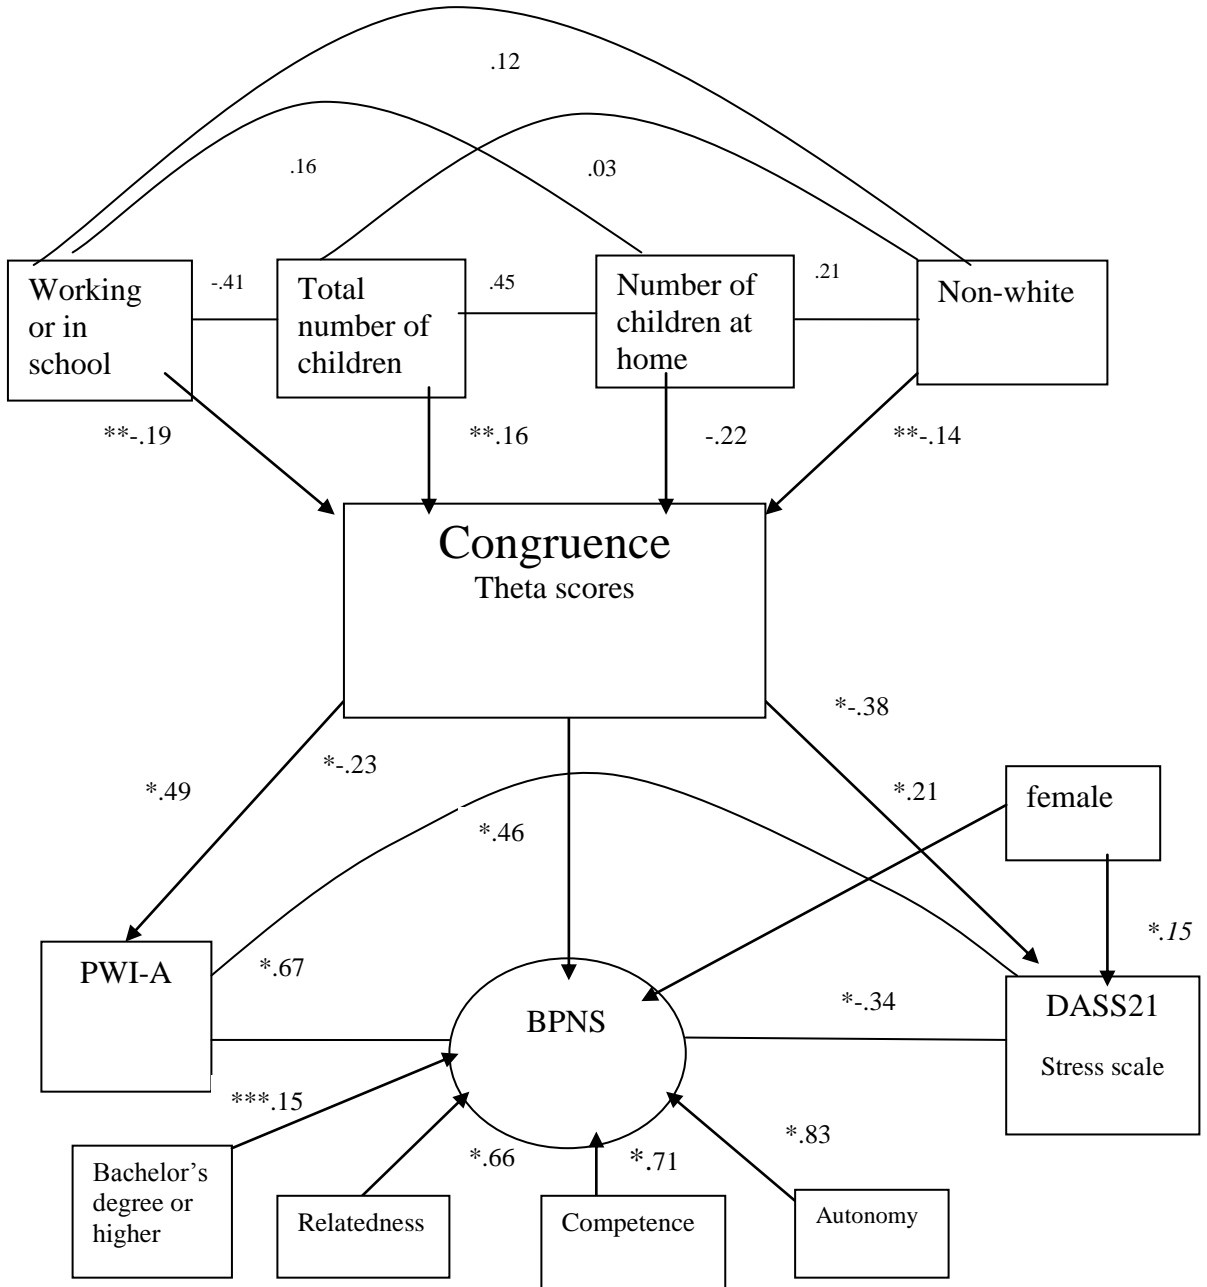 .12
.16
.03
Working
or in
school
-.41
Total
number of
children
.45
Number of
children at
home
.21
Non-white
**-.19
**.16
-.22
**-.14
Congruence
Theta scores
*-.38
*-.23
*.49
*.21
female
*.46
*.15
PWI-A
*.67
BPNS
*-.34
DASS21
Stress scale
***.15
*.66
*.71
*.83
Bachelor’s
degree or
higher
Relatedness
Competence
Autonomy